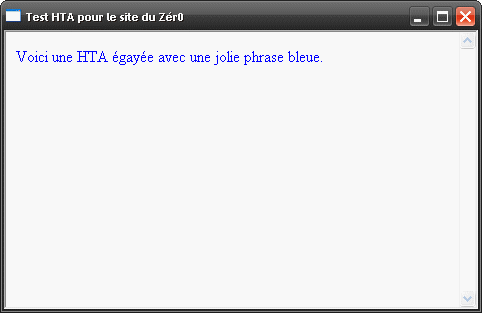 Test HTA pour le site du Zér0
Voici une HTA égayée avec une jolie phrase bleue.